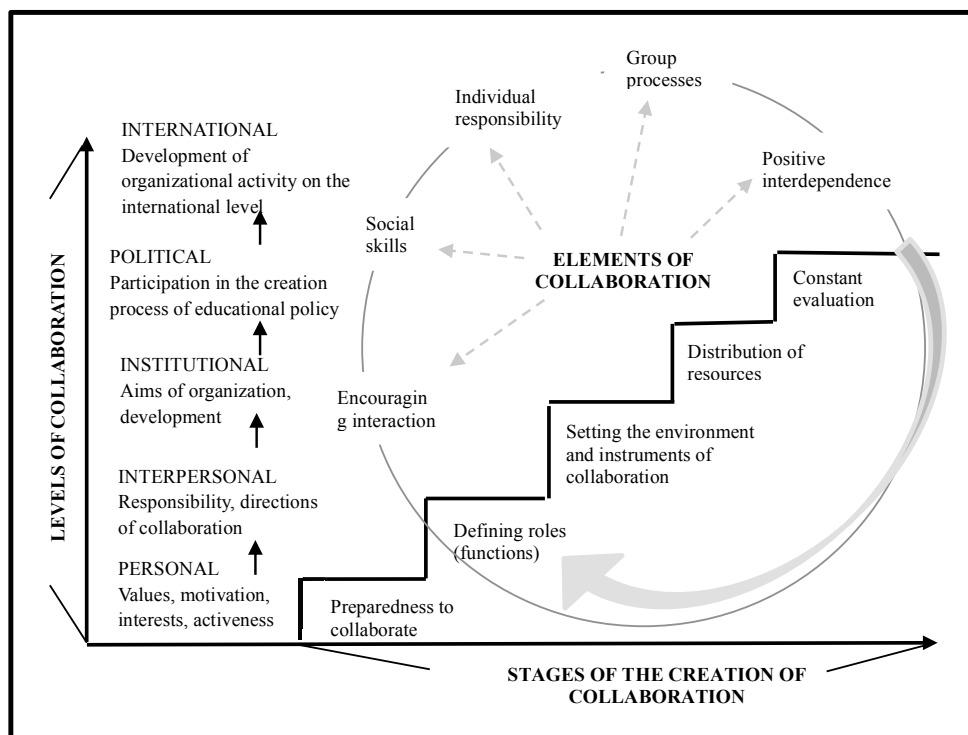 Group
processes
Individual
responsibility
Positive
interdependence
Social
skills
ELEMENTS OF
COLLABORATION
Encouragin
g interaction
LEVELS OF COLLABORATION
INTERNATIONAL
Development of
organizational activity on the
international level
POLITICAL
Participation in the creation
process of educational policy
INSTITUTIONAL
Aims of organization,
development
INTERPERSONAL
Responsibility, directions
of collaboration
PERSONAL
Values, motivation,
interests, activeness
Constant
evaluation
Distribution of
resources
Setting the environment
and instruments of
collaboration
Defining roles
(functions)
Preparedness to
collaborate
STAGES OF THE CREATION OF
COLLABORATION